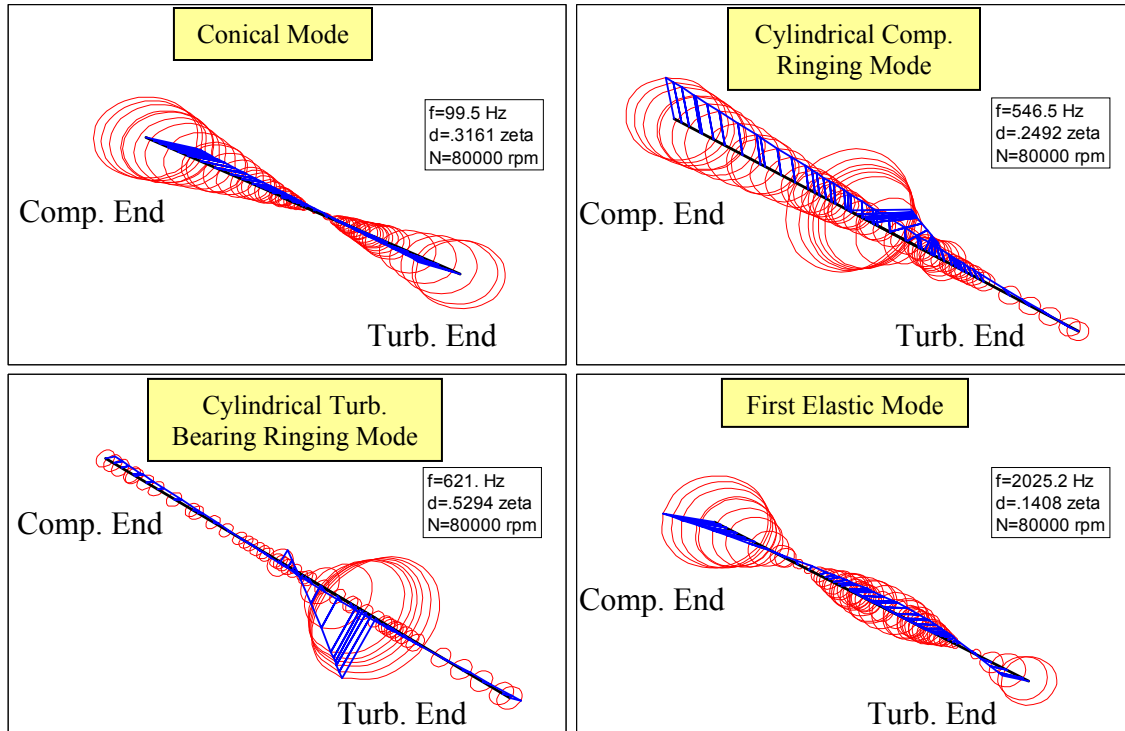 Conical Mode
f=99.5 Hz
d=.3161 zeta
N=80000 rpm
Comp. End
Turb. End
Cylindrical Comp.
Ringing Mode
f=546.5 Hz
d=.2492 zeta
N=80000 rpm
Comp. End
Turb. End
Cylindrical Turb.
Bearing Ringing Mode
f=621. Hz
d=.5294 zeta
N=80000 rpm
Comp. End
Turb. End
First Elastic Mode
f=2025.2 Hz
d=.1408 zeta
N=80000 rpm
Comp. End
Turb. End